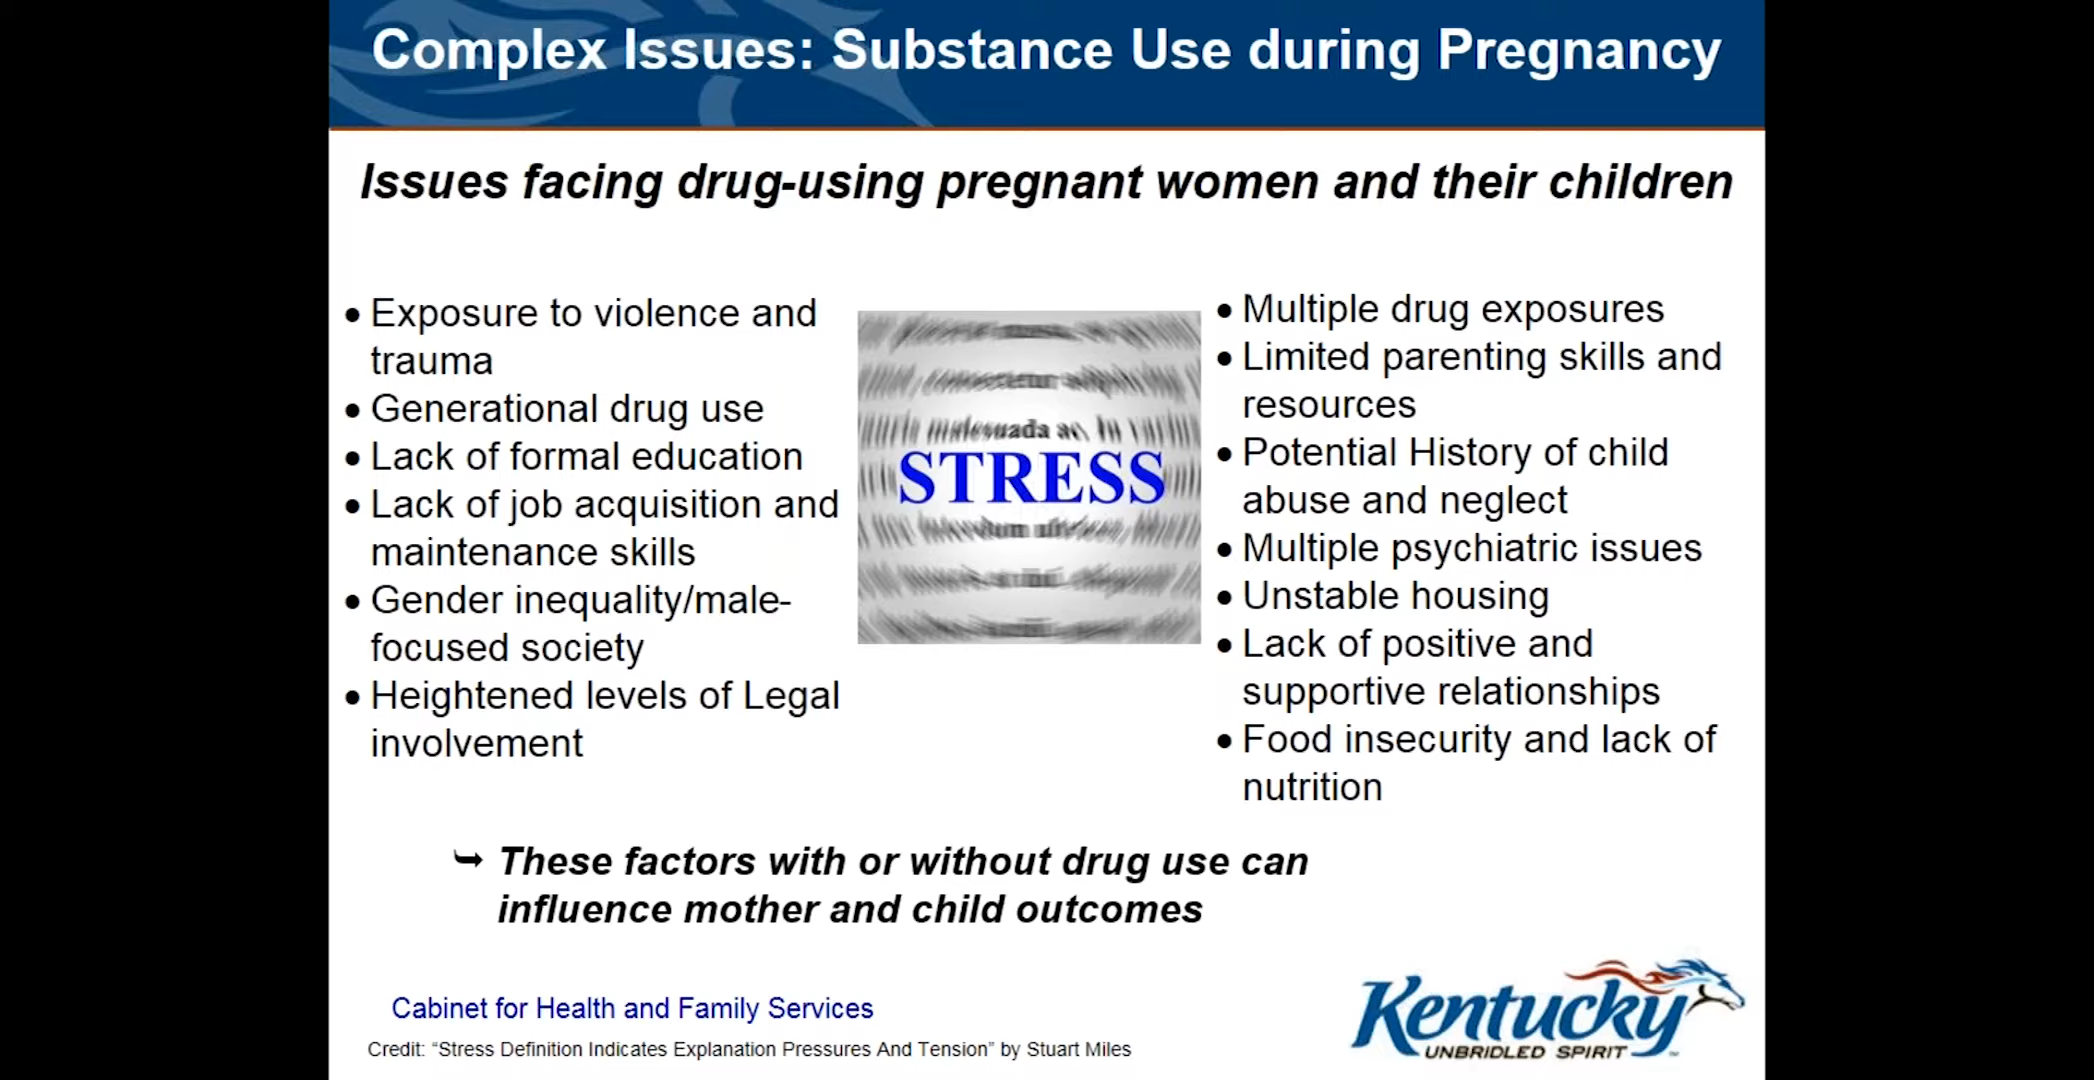 Complex Issues: Substance Use during Pregnancy
Issues facing drug-using pregnant women and their children
• Exposure to violence and
trauma
• Generational drug use
• Lack of formal education
• Lack of job acquisition and
maintenance skills
• Gender inequality/male-
focused society
• Heightened levels of Legal
involvement
STRESS
• Multiple drug exposures
• Limited parenting skills and
resources
• Potential History of child
abuse and neglect
• Multiple psychiatric issues
• Unstable housing
• Lack of positive and
supportive relationships
• Food insecurity and lack of
nutrition
➥ These factors with or without drug use can
influence mother and child outcomes
Cabinet for Health and Family Services
Credit: “Stress Definition Indicates Explanation Pressures And Tension” by Stuart Miles
Kentucky
UNBRIDLED SPIRIT